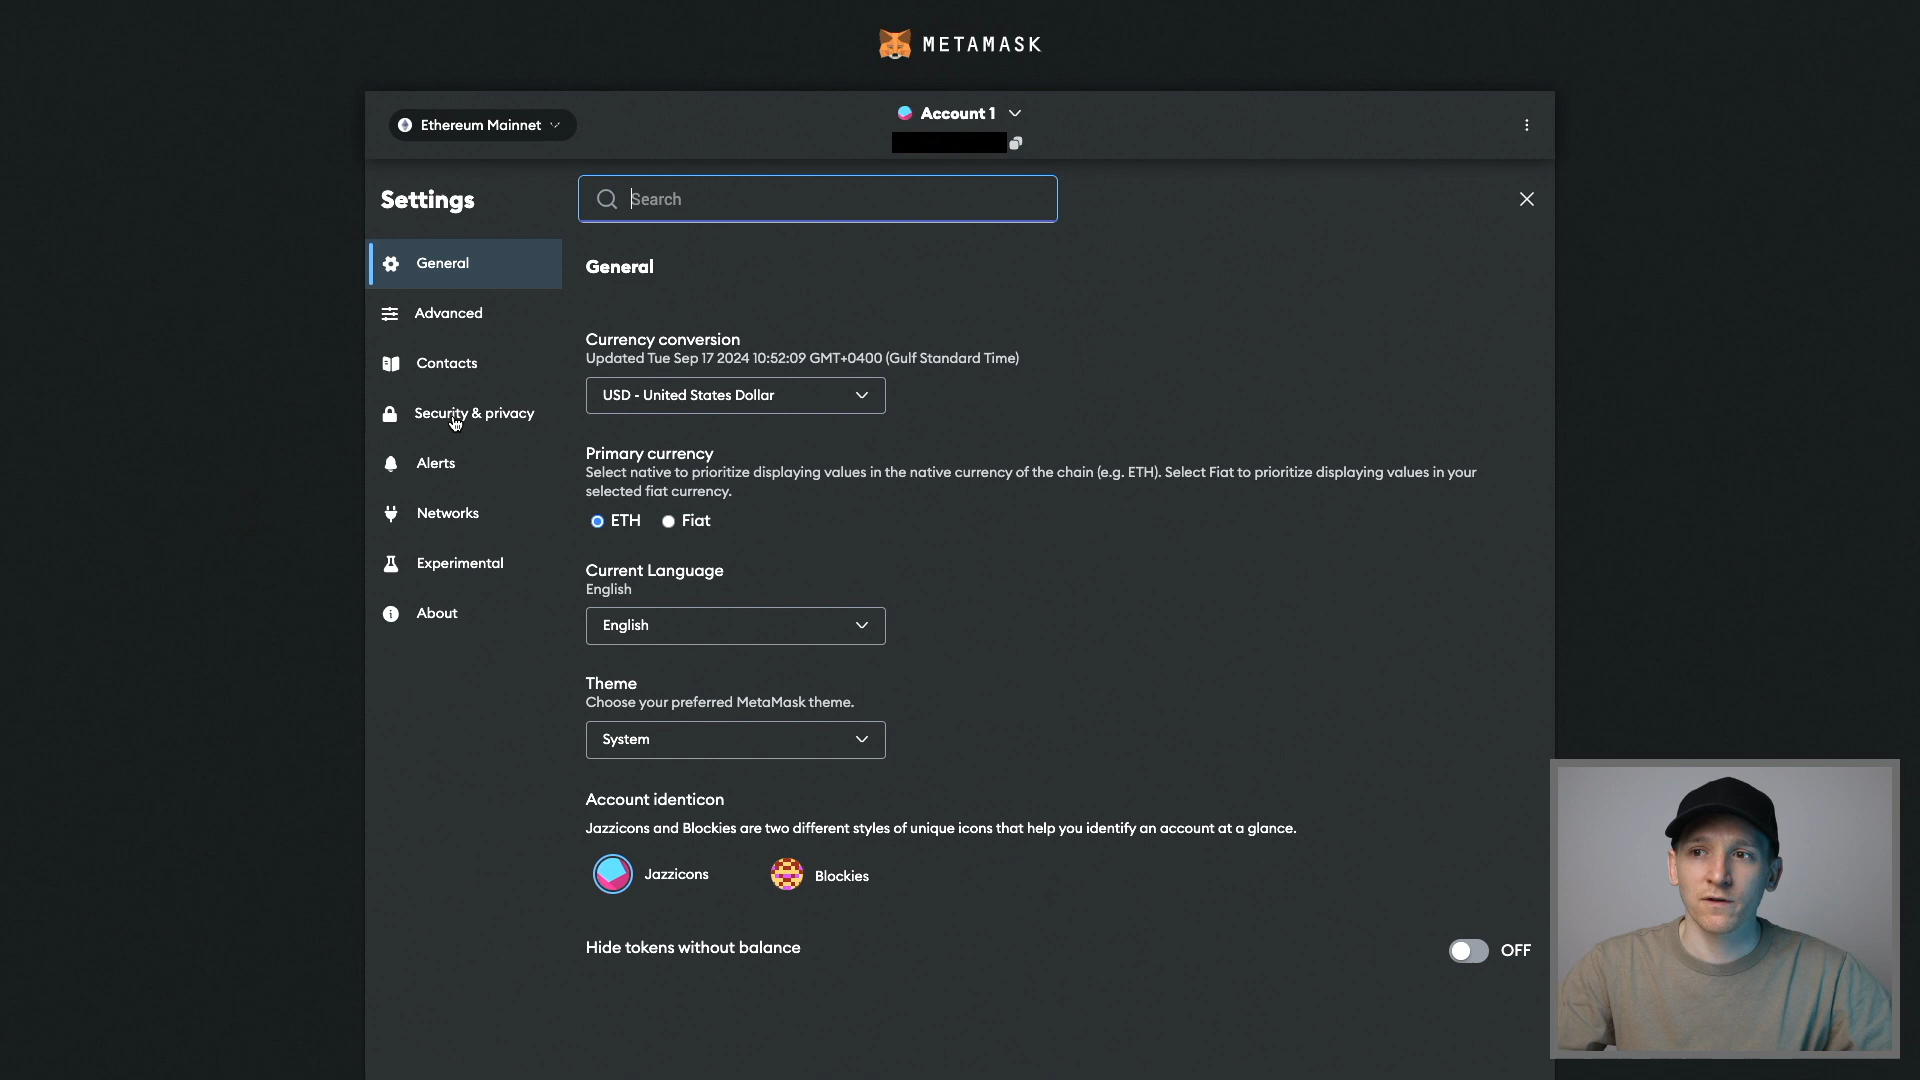 METAMASK
Ethereum Mainnet
Account 1
Settings
Search
General
Advanced
Contacts
Security & privacy
Alerts
Networks
Experimental
About
General
Currency conversion
Updated Tue Sep 17 2024 10:52:09 GMT+0400 (Gulf Standard Time)
USD - United States Dollar
Primary currency
Select native to prioritize displaying values in the native currency of the chain (e.g. ETH). Select Fiat to prioritize displaying values in your
selected fiat currency.
ETH Fiat
Current Language
English
English
Theme
Choose your preferred MetaMask theme.
System
Account identicon
Jazzicons and Blockies are two different styles of unique icons that help you identify an account at a glance.
Jazzicons Blockies
Hide tokens without balance OFF